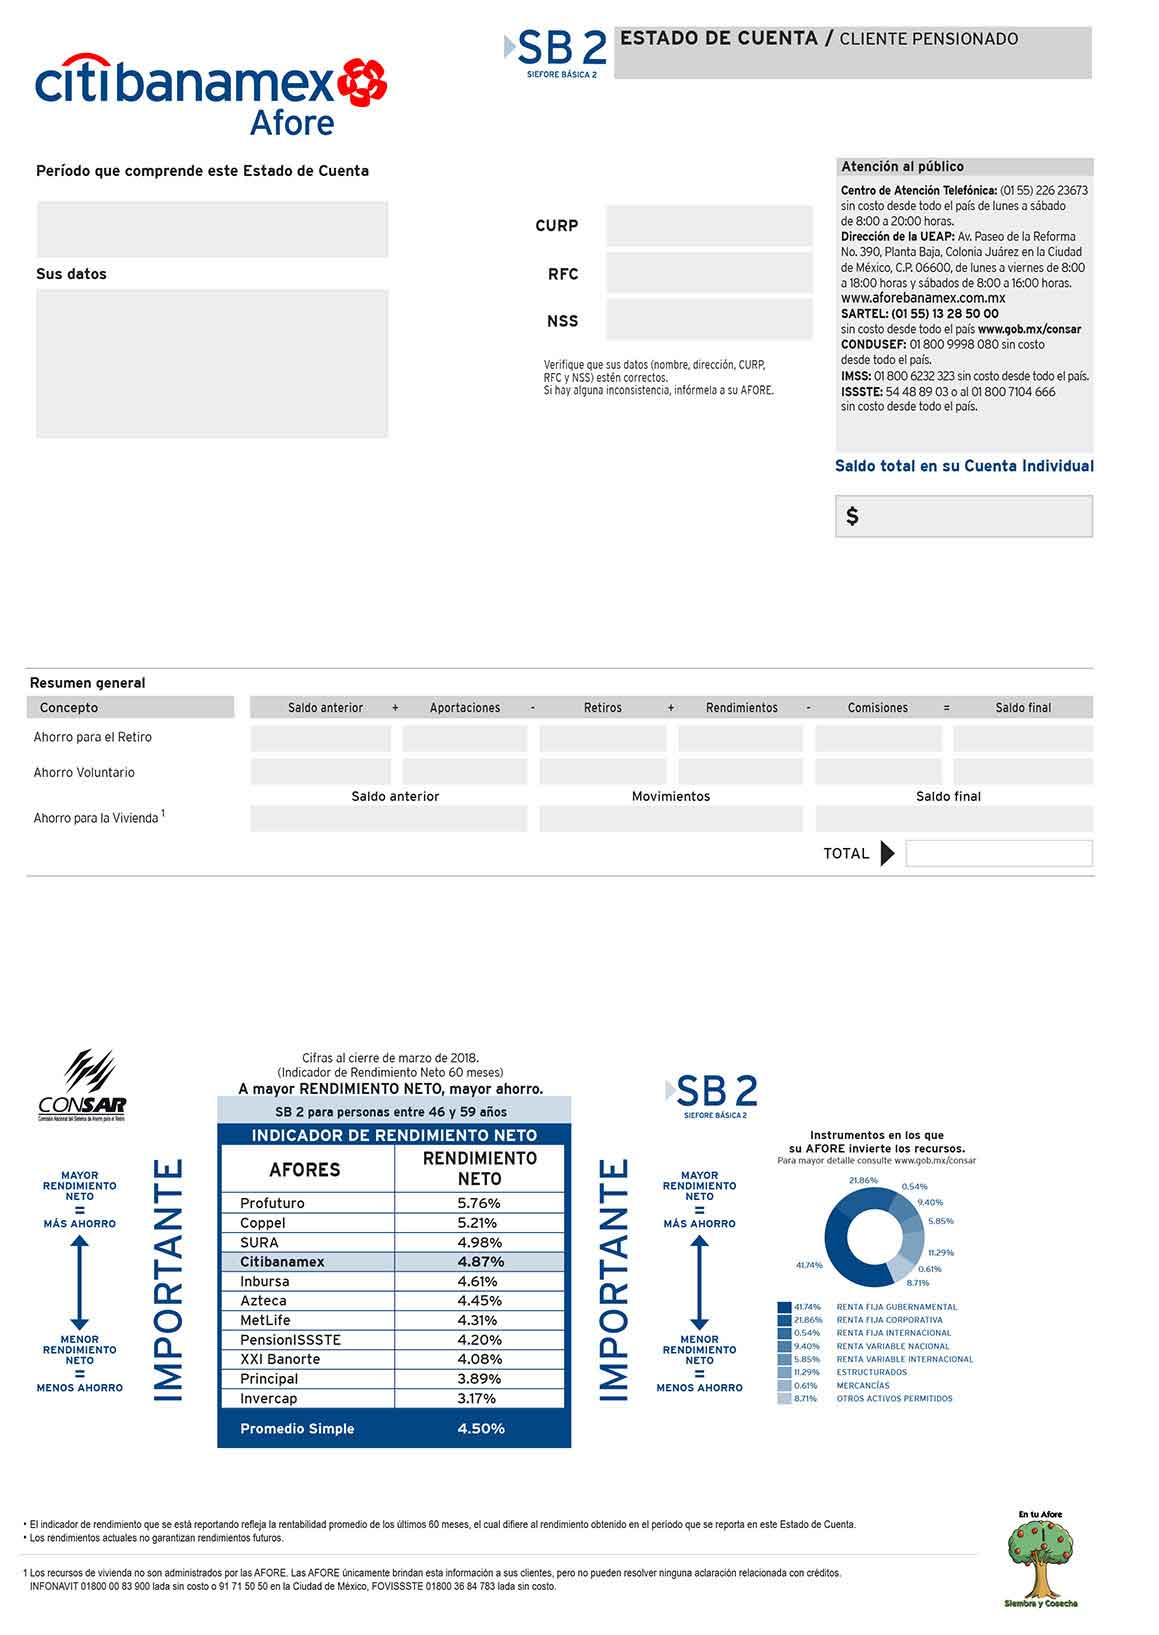 citibanamex
Afore
SB 2
SIEFORE BÁSICA 2
ESTADO DE CUENTA / CLIENTE PENSIONADO
Período que comprende este Estado de Cuenta
Sus datos
CURP
RFC
NSS
Verifique que sus datos (nombre, dirección, CURP,
RFC y NSS) estén correctos.
Si hay alguna inconsistencia, infórmela a su AFORE.
Atención al público
Centro de Atención Telefónica: (01 55) 226 23673
sin costo desde todo el país de lunes a sábado
de 8:00 a 20:00 horas.
Dirección de la UEAP: Av. Paseo de la Reforma
No. 390, Planta Baja, Colonia Juárez en la Ciudad
de México, C.P. 06600, de lunes a viernes de 8:00
a 18:00 horas y sábados de 8:00 a 16:00 horas.
www.aforebanamex.com.mx
SARTEL: (01 55) 13 28 50 00
sin costo desde todo el país www.gob.mx/consar
CONDUSEF: 01 800 9998 080 sin costo
desde todo el país.
IMSS: 01 800 6232 323 sin costo desde todo el país.
ISSSTE: 54 48 89 03 o al 01 800 7104 666
sin costo desde todo el país.
Saldo total en su Cuenta Individual
$
Resumen general
Concepto Saldo anterior + Aportaciones - Retiros + Rendimientos - Comisiones = Saldo final
Ahorro para el Retiro
Ahorro Voluntario
Saldo anterior Movimientos Saldo final
Ahorro para la Vivienda 1
TOTAL
CONSAR
Comisión Nacional del Sistema de Ahorro para el Retiro
MAYOR
RENDIMIENTO
NETO
=
MÁS AHORRO
MENOR
RENDIMIENTO
NETO
=
MENOS AHORRO
IMPORTANTE
Cifras al cierre de marzo de 2018.
(Indicador de Rendimiento Neto 60 meses)
A mayor RENDIMIENTO NETO, mayor ahorro.
SB 2 para personas entre 46 y 59 años
INDICADOR DE RENDIMIENTO NETO
AFORES RENDIMIENTO
NETO
Profuturo 5.76%
Coppel 5.21%
SURA 4.98%
Citibanamex 4.87%
Inbursa 4.61%
Azteca 4.45%
MetLife 4.31%
PensionISSSTE 4.20%
XXI Banorte 4.08%
Principal 3.89%
Invercap 3.17%
Promedio Simple 4.50%
IMPORTANTE
SB 2
SIEFORE BÁSICA 2
MAYOR
RENDIMIENTO
NETO
=
MÁS AHORRO
MENOR
RENDIMIENTO
NETO
=
MENOS AHORRO
Instrumentos en los que
su AFORE invierte los recursos.
Para mayor detalle consulte www.gob.mx/consar
21.86%
0.54%
9.40%
5.85%
11.29%
0.61%
8.71%
41.74%
41.74% RENTA FIJA GUBERNAMENTAL
21.86% RENTA FIJA CORPORATIVA
0.54% RENTA FIJA INTERNACIONAL
9.40% RENTA VARIABLE NACIONAL
5.85% RENTA VARIABLE INTERNACIONAL
11.29% ESTRUCTURADOS
0.61% MERCANCÍAS
8.71% OTROS ACTIVOS PERMITIDOS
• El indicador de rendimiento que se está reportando refleja la rentabilidad promedio de los últimos 60 meses, el cual difiere al rendimiento obtenido en el período que se reporta en este Estado de Cuenta.
• Los rendimientos actuales no garantizan rendimientos futuros.
1 Los recursos de vivienda no son administrados por las AFORE. Las AFORE únicamente brindan esta información a sus clientes, pero no pueden resolver ninguna aclaración relacionada con créditos.
INFONAVIT 01800 00 83 900 lada sin costo o 91 71 50 50 en la Ciudad de México, FOVISSSTE 01800 36 84 783 lada sin costo.
En tu Afore
Siembra y Cosecha